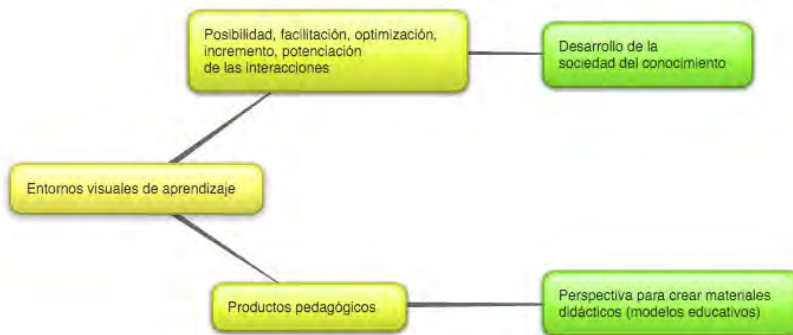 Posibilidad, facilitación, optimización,
incremento, potenciación
de las interacciones
Desarrollo de la
sociedad del conocimiento
Entornos visuales de aprendizaje
Productos pedagógicos
Perspectiva para crear materiales
didácticos (modelos educativos)